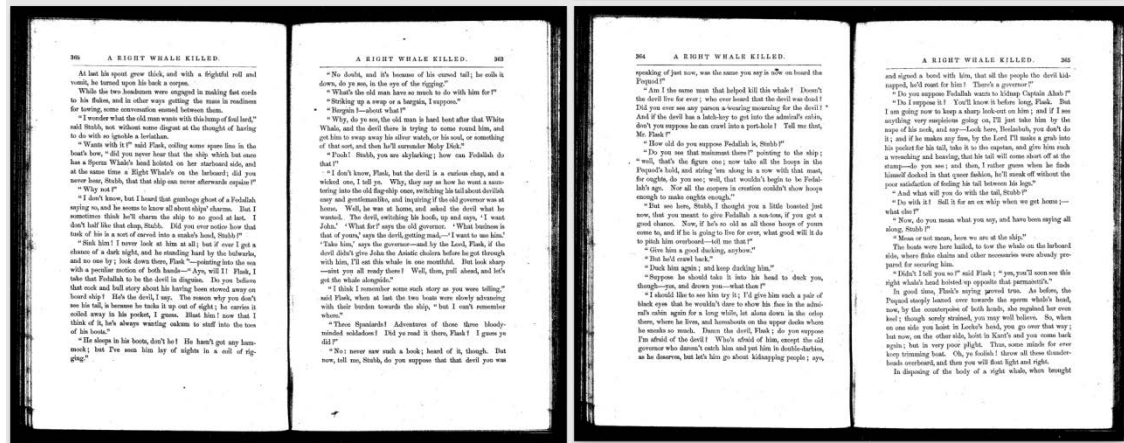 362 A RIGHT WHALE KILLED.
At last his spout grew thick, and with a frightful roll and
vomit, he turned upon his back a corpse.
While the two headsmen were engaged in making fast cords
to his flukes, and in other ways getting the mass in readiness
for towing, some conversation ensued between them.
“I wonder what the old man wants with this lump of foul lard,”
said Stubb, not without some disgust at the thought of having
to do with so ignoble a leviathan.
“Wants with it?” said Flask, coiling some spare line in the
boat's bow, “did you never hear that the ship which but once
has a Sperm Whale's head hoisted on her starboard side, and
at the same time a Right Whale's on the larboard; did you
never hear, Stubb, that that ship can never afterwards capsize?”
“Why not?”
“I don't know, but I heard that gamboge ghost of a Fedallah
saying so, and he seems to know all about ships' charms. But I
sometimes think he'll charm the ship to no good at last. I
don't half like that chap, Stubb. Did you ever notice how that
tusk of his is a sort of carved into a snake's head, Stubb?”
“Sink him! I never look at him at all; but if ever I get a
chance of a dark night, and he standing hard by the bulwarks,
and no one by; look down there, Flask”—pointing into the sea
with a peculiar motion of both hands—“Aye, will I! Flask, I
take that Fedallah to be the devil in disguise. Do you believe
that cock and bull story about his having been stowed away on
board ship? He's the devil, I say. The reason why you don't
see his tail, is because he tucks it up out of sight; he carries it
coiled away in his pocket, I guess. Blast him! now that I
think of it, he's always wanting oakum to stuff into the toes
of his boots.”
“He sleeps in his boots, don't he? He hasn't got any ham-
mock; but I've seen him lay of nights in a coil of rig-
ging.”
A RIGHT WHALE KILLED. 363
“No doubt, and it's because of his cursed tail; he coils it
down, do ye see, in the eye of the rigging.”
“What's the old man have so much to do with him for?”
“Striking up a swap or a bargain, I suppose.”
“Bargain?—about what?”
“Why, do ye see, the old man is hard bent after that White
Whale, and the devil there is trying to come round him, and
get him to swap away his silver watch, or his soul, or something
of that sort, and then he'll surrender Moby Dick.”
“Pooh! Stubb, you are skylarking; how can Fedallah do
that?”
“I don't know, Flask, but the devil is a curious chap, and a
wicked one, I tell ye. Why, they say as how he went a saun-
tering into the old flag-ship once, switching his tail about devilish
easy and gentlemanlike, and inquiring if the old governor was at
home. Well, he was at home, and asked the devil what he
wanted. The devil, switching his hoofs, up and says, ‘I want
John.’ ‘What for?’ says the old governor. ‘What business is
that of yours,’ says the devil, getting mad,—‘I want to use him.’
‘Take him,’ says the governor—and by the Lord, Flask, if the
devil didn't give John the Asiatic cholera before he got through
with him, I'll eat this whale in one mouthful. But look sharp
—aint you all ready there? Well, then, pull ahead, and let's
get the whale alongside.”
“I think I remember some such story as you were telling,”
said Flask, when at last the two boats were slowly advancing
with their burden towards the ship, “but I can't remember
where.”
“Three Spaniards? Adventures of those three bloody-
minded soldadoes? Did ye read it there, Flask? I guess ye
did?”
“No: never saw such a book; heard of it, though. But
now, tell me, Stubb, do you suppose that that devil you was
364 A RIGHT WHALE KILLED.
speaking of just now, was the same you say is now on board the
Pequod?”
“Am I the same man that helped kill this whale? Doesn't
the devil live for ever; who ever heard that the devil was dead?
Did you ever see any parson a wearing mourning for the devil?
And if the devil has a latch-key to get into the admiral's cabin,
don't you suppose he can crawl into a port-hole? Tell me that,
Mr. Flask?”
“How old do you suppose Fedallah is, Stubb?”
“Do you see that mainmast there?” pointing to the ship;
“well, that's the figure one; now take all the hoops in the
Pequod's hold, and string 'em along in a row with that mast,
for oughts, do you see; well, that wouldn't begin to be Fedal-
lah's age. Nor all the coopers in creation couldn't show hoops
enough to make oughts enough.”
“But see here, Stubb, I thought you a little boasted just
now, that you meant to give Fedallah a sea-toss, if you got a
good chance. Now, if he's so old as all those hoops of yours
come to, and if he is going to live for ever, what good will it do
to pitch him overboard—tell me that?”
“Give him a good ducking, anyhow.”
“But he'd crawl back.”
“Duck him again; and keep ducking him.”
“Suppose he should take it into his head to duck you,
though—yes, and drown you—what then?”
“I should like to see him try it; I'd give him such a pair of
black eyes that he wouldn't dare to show his face in the admi-
ral's cabin again for a long while, let alone down in the orlop
there, where he lives, and hereabouts on the upper decks where
he sneaks so much. Damn the devil, Flask; do you suppose
I'm afraid of the devil? Who's afraid of him, except the old
governor who daresn't catch him and put him in double-darbies,
as he deserves, but let's him go about kidnapping people; aye,
A RIGHT WHALE KILLED. 365
and signed a bond with him, that all the people the devil kid-
napped, he'd roast for him? There's a governor!”
“Do you suppose Fedallah wants to kidnap Captain Ahab?”
“Do I suppose it? You'll know it before long, Flask. But
I am going now to keep a sharp look-out on him; and if I see
anything very suspicious going on, I'll just take him by the
nape of his neck, and say—Look here, Beelzebub, you don't do
it; and if he makes any fuss, by the Lord I'll make a grab into
his pocket for his tail, take it to the capstan, and give him such
a wrenching and heaving, that his tail will come short off at the
stump—do you see; and then, I rather guess when he finds
himself docked in that queer fashion, he'll sneak off without the
poor satisfaction of feeling his tail between his legs.”
“And what will you do with the tail, Stubb?”
“Do with it? Sell it for an ox whip when we get home;—
what else?”
“Now, do you mean what you say, and have been saying all
along, Stubb?”
“Mean or not mean, here we are at the ship.”
The boats were here hailed, to tow the whale on the larboard
side, where fluke chains and other necessaries were already pre-
pared for securing him.
“Didn't I tell you so?” said Flask; “yes, you'll soon see this
right whale's head hoisted up opposite that parmacetti's.”
In good time, Flask's saying proved true. As before, the
Pequod steeply leaned over towards the sperm whale's head,
now, by the counterpoise of both heads, she regained her even
keel; though sorely strained, you may well believe. So, when
on one side you hoist in Locke's head, you go over that way;
but now, on the other side, hoist in Kant's and you come back
again; but in very poor plight. Thus, some minds for ever
keep trimming boat. Oh, ye foolish! throw all these thunder-
heads overboard, and then you will float light and right.
In disposing of the body of a right whale, when brought